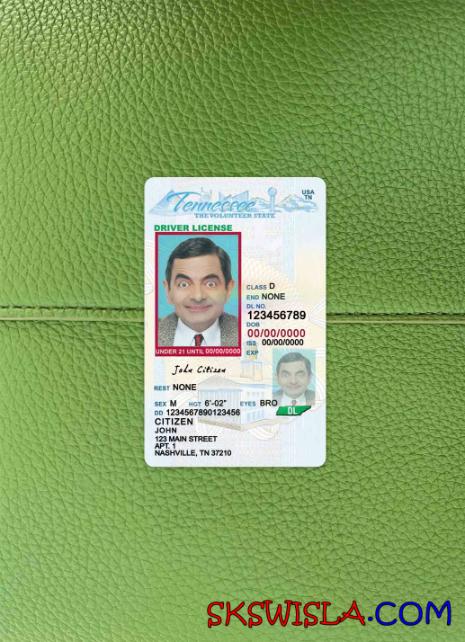 Tennessee
USA
TN
THE VOLUNTEER STATE
DRIVER LICENSE
CLASS D
END NONE
DL NO.
123456789
DOB
00/00/0000
ISS 00/00/0000
EXP
UNDER 21 UNTIL 00/00/0000
John Citizen
REST NONE
SEX M HGT 6'-02" EYES BRO
DL
DD 1234567890123456
CITIZEN
JOHN
123 MAIN STREET
APT. 1
NASHVILLE, TN 37210
SKSWISLA.COM